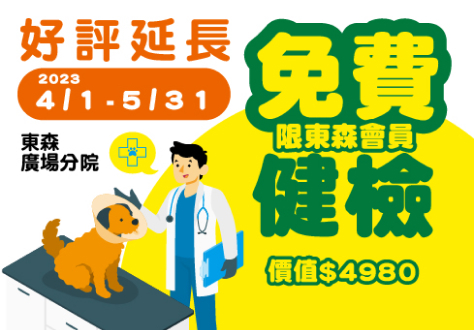 好評延長
2023
4/1-5/31
東森
廣場分院
免費
限東森會員
健檢
價值$4980